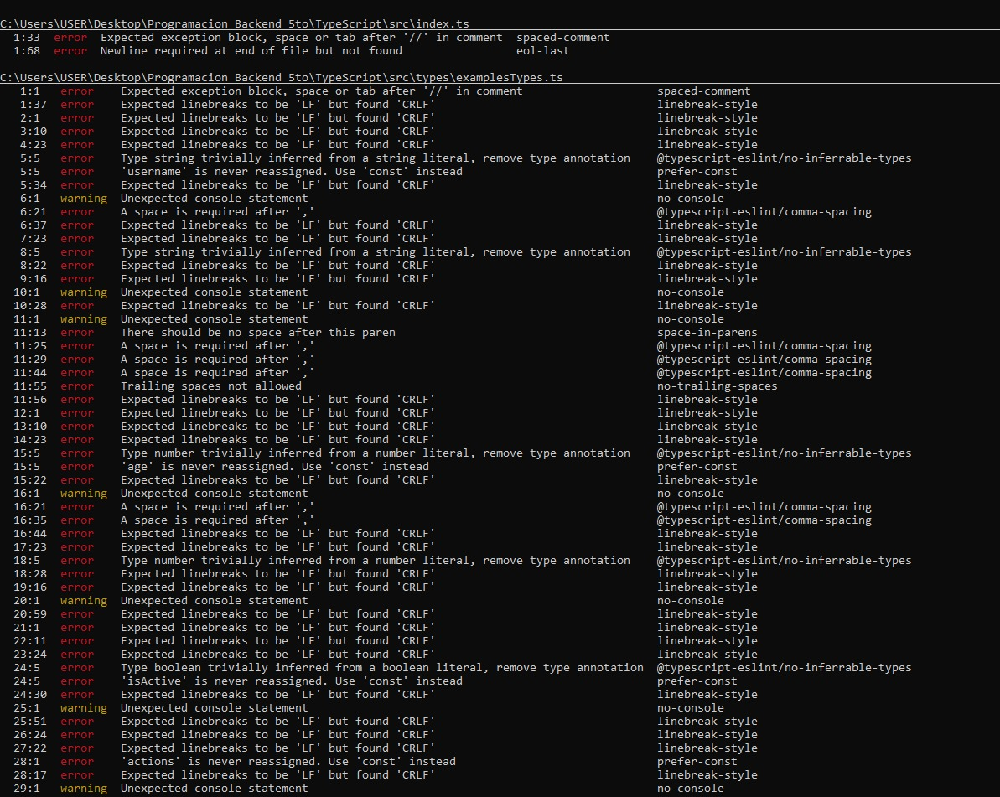 C:\Users\USER\Desktop\Programacion Backend 5to\TypeScript\src\index.ts
1:33 error Expected exception block, space or tab after '//' in comment spaced-comment
1:68 error Newline required at end of file but not found eol-last
C:\Users\USER\Desktop\Programacion Backend 5to\TypeScript\src\types\examplesTypes.ts
1:1 error Expected exception block, space or tab after '//' in comment spaced-comment
1:37 error Expected linebreaks to be 'LF' but found 'CRLF' linebreak-style
2:1 error Expected linebreaks to be 'LF' but found 'CRLF' linebreak-style
3:10 error Expected linebreaks to be 'LF' but found 'CRLF' linebreak-style
4:23 error Expected linebreaks to be 'LF' but found 'CRLF' linebreak-style
5:5 error Type string trivially inferred from a string literal, remove type annotation @typescript-eslint/no-inferrable-types
5:5 error 'username' is never reassigned. Use 'const' instead prefer-const
5:34 error Expected linebreaks to be 'LF' but found 'CRLF' linebreak-style
6:1 warning Unexpected console statement no-console
6:21 error A space is required after ',' @typescript-eslint/comma-spacing
6:37 error Expected linebreaks to be 'LF' but found 'CRLF' linebreak-style
7:23 error Expected linebreaks to be 'LF' but found 'CRLF' linebreak-style
8:5 error Type string trivially inferred from a string literal, remove type annotation @typescript-eslint/no-inferrable-types
8:22 error Expected linebreaks to be 'LF' but found 'CRLF' linebreak-style
9:16 error Expected linebreaks to be 'LF' but found 'CRLF' linebreak-style
10:1 warning Unexpected console statement no-console
10:28 error Expected linebreaks to be 'LF' but found 'CRLF' linebreak-style
11:1 warning Unexpected console statement no-console
11:13 error There should be no space after this paren space-in-parens
11:25 error A space is required after ',' @typescript-eslint/comma-spacing
11:29 error A space is required after ',' @typescript-eslint/comma-spacing
11:44 error A space is required after ',' @typescript-eslint/comma-spacing
11:55 error Trailing spaces not allowed no-trailing-spaces
11:56 error Expected linebreaks to be 'LF' but found 'CRLF' linebreak-style
12:1 error Expected linebreaks to be 'LF' but found 'CRLF' linebreak-style
13:10 error Expected linebreaks to be 'LF' but found 'CRLF' linebreak-style
14:23 error Expected linebreaks to be 'LF' but found 'CRLF' linebreak-style
15:5 error Type number trivially inferred from a number literal, remove type annotation @typescript-eslint/no-inferrable-types
15:5 error 'age' is never reassigned. Use 'const' instead prefer-const
15:22 error Expected linebreaks to be 'LF' but found 'CRLF' linebreak-style
16:1 warning Unexpected console statement no-console
16:21 error A space is required after ',' @typescript-eslint/comma-spacing
16:35 error A space is required after ',' @typescript-eslint/comma-spacing
16:44 error Expected linebreaks to be 'LF' but found 'CRLF' linebreak-style
17:23 error Expected linebreaks to be 'LF' but found 'CRLF' linebreak-style
18:5 error Type number trivially inferred from a number literal, remove type annotation @typescript-eslint/no-inferrable-types
18:28 error Expected linebreaks to be 'LF' but found 'CRLF' linebreak-style
19:16 error Expected linebreaks to be 'LF' but found 'CRLF' linebreak-style
20:1 warning Unexpected console statement no-console
20:59 error Expected linebreaks to be 'LF' but found 'CRLF' linebreak-style
21:1 error Expected linebreaks to be 'LF' but found 'CRLF' linebreak-style
22:11 error Expected linebreaks to be 'LF' but found 'CRLF' linebreak-style
23:24 error Expected linebreaks to be 'LF' but found 'CRLF' linebreak-style
24:5 error Type boolean trivially inferred from a boolean literal, remove type annotation @typescript-eslint/no-inferrable-types
24:5 error 'isActive' is never reassigned. Use 'const' instead prefer-const
24:30 error Expected linebreaks to be 'LF' but found 'CRLF' linebreak-style
25:1 warning Unexpected console statement no-console
25:51 error Expected linebreaks to be 'LF' but found 'CRLF' linebreak-style
26:24 error Expected linebreaks to be 'LF' but found 'CRLF' linebreak-style
27:22 error Expected linebreaks to be 'LF' but found 'CRLF' linebreak-style
28:1 error 'actions' is never reassigned. Use 'const' instead prefer-const
28:17 error Expected linebreaks to be 'LF' but found 'CRLF' linebreak-style
29:1 warning Unexpected console statement no-console